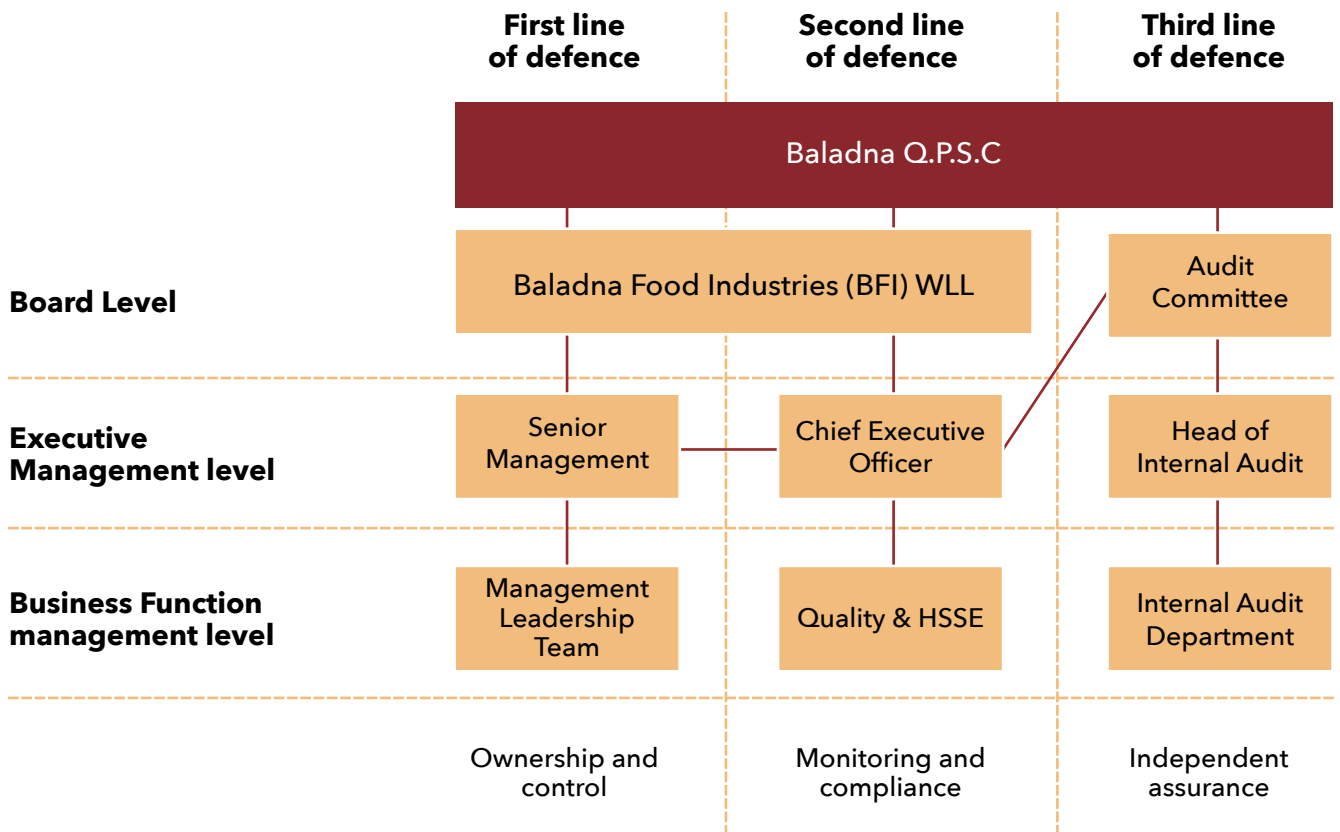 First line
of defence
Second line
of defence
Third line
of defence
Baladna Q.P.S.C
Board Level
Baladna Food Industries (BFI) WLL
Audit
Committee
Executive
Management level
Senior
Management
Chief Executive
Officer
Head of
Internal Audit
Business Function
management level
Management
Leadership
Team
Quality & HSSE
Internal Audit
Department
Ownership and
control
Monitoring and
compliance
Independent
assurance